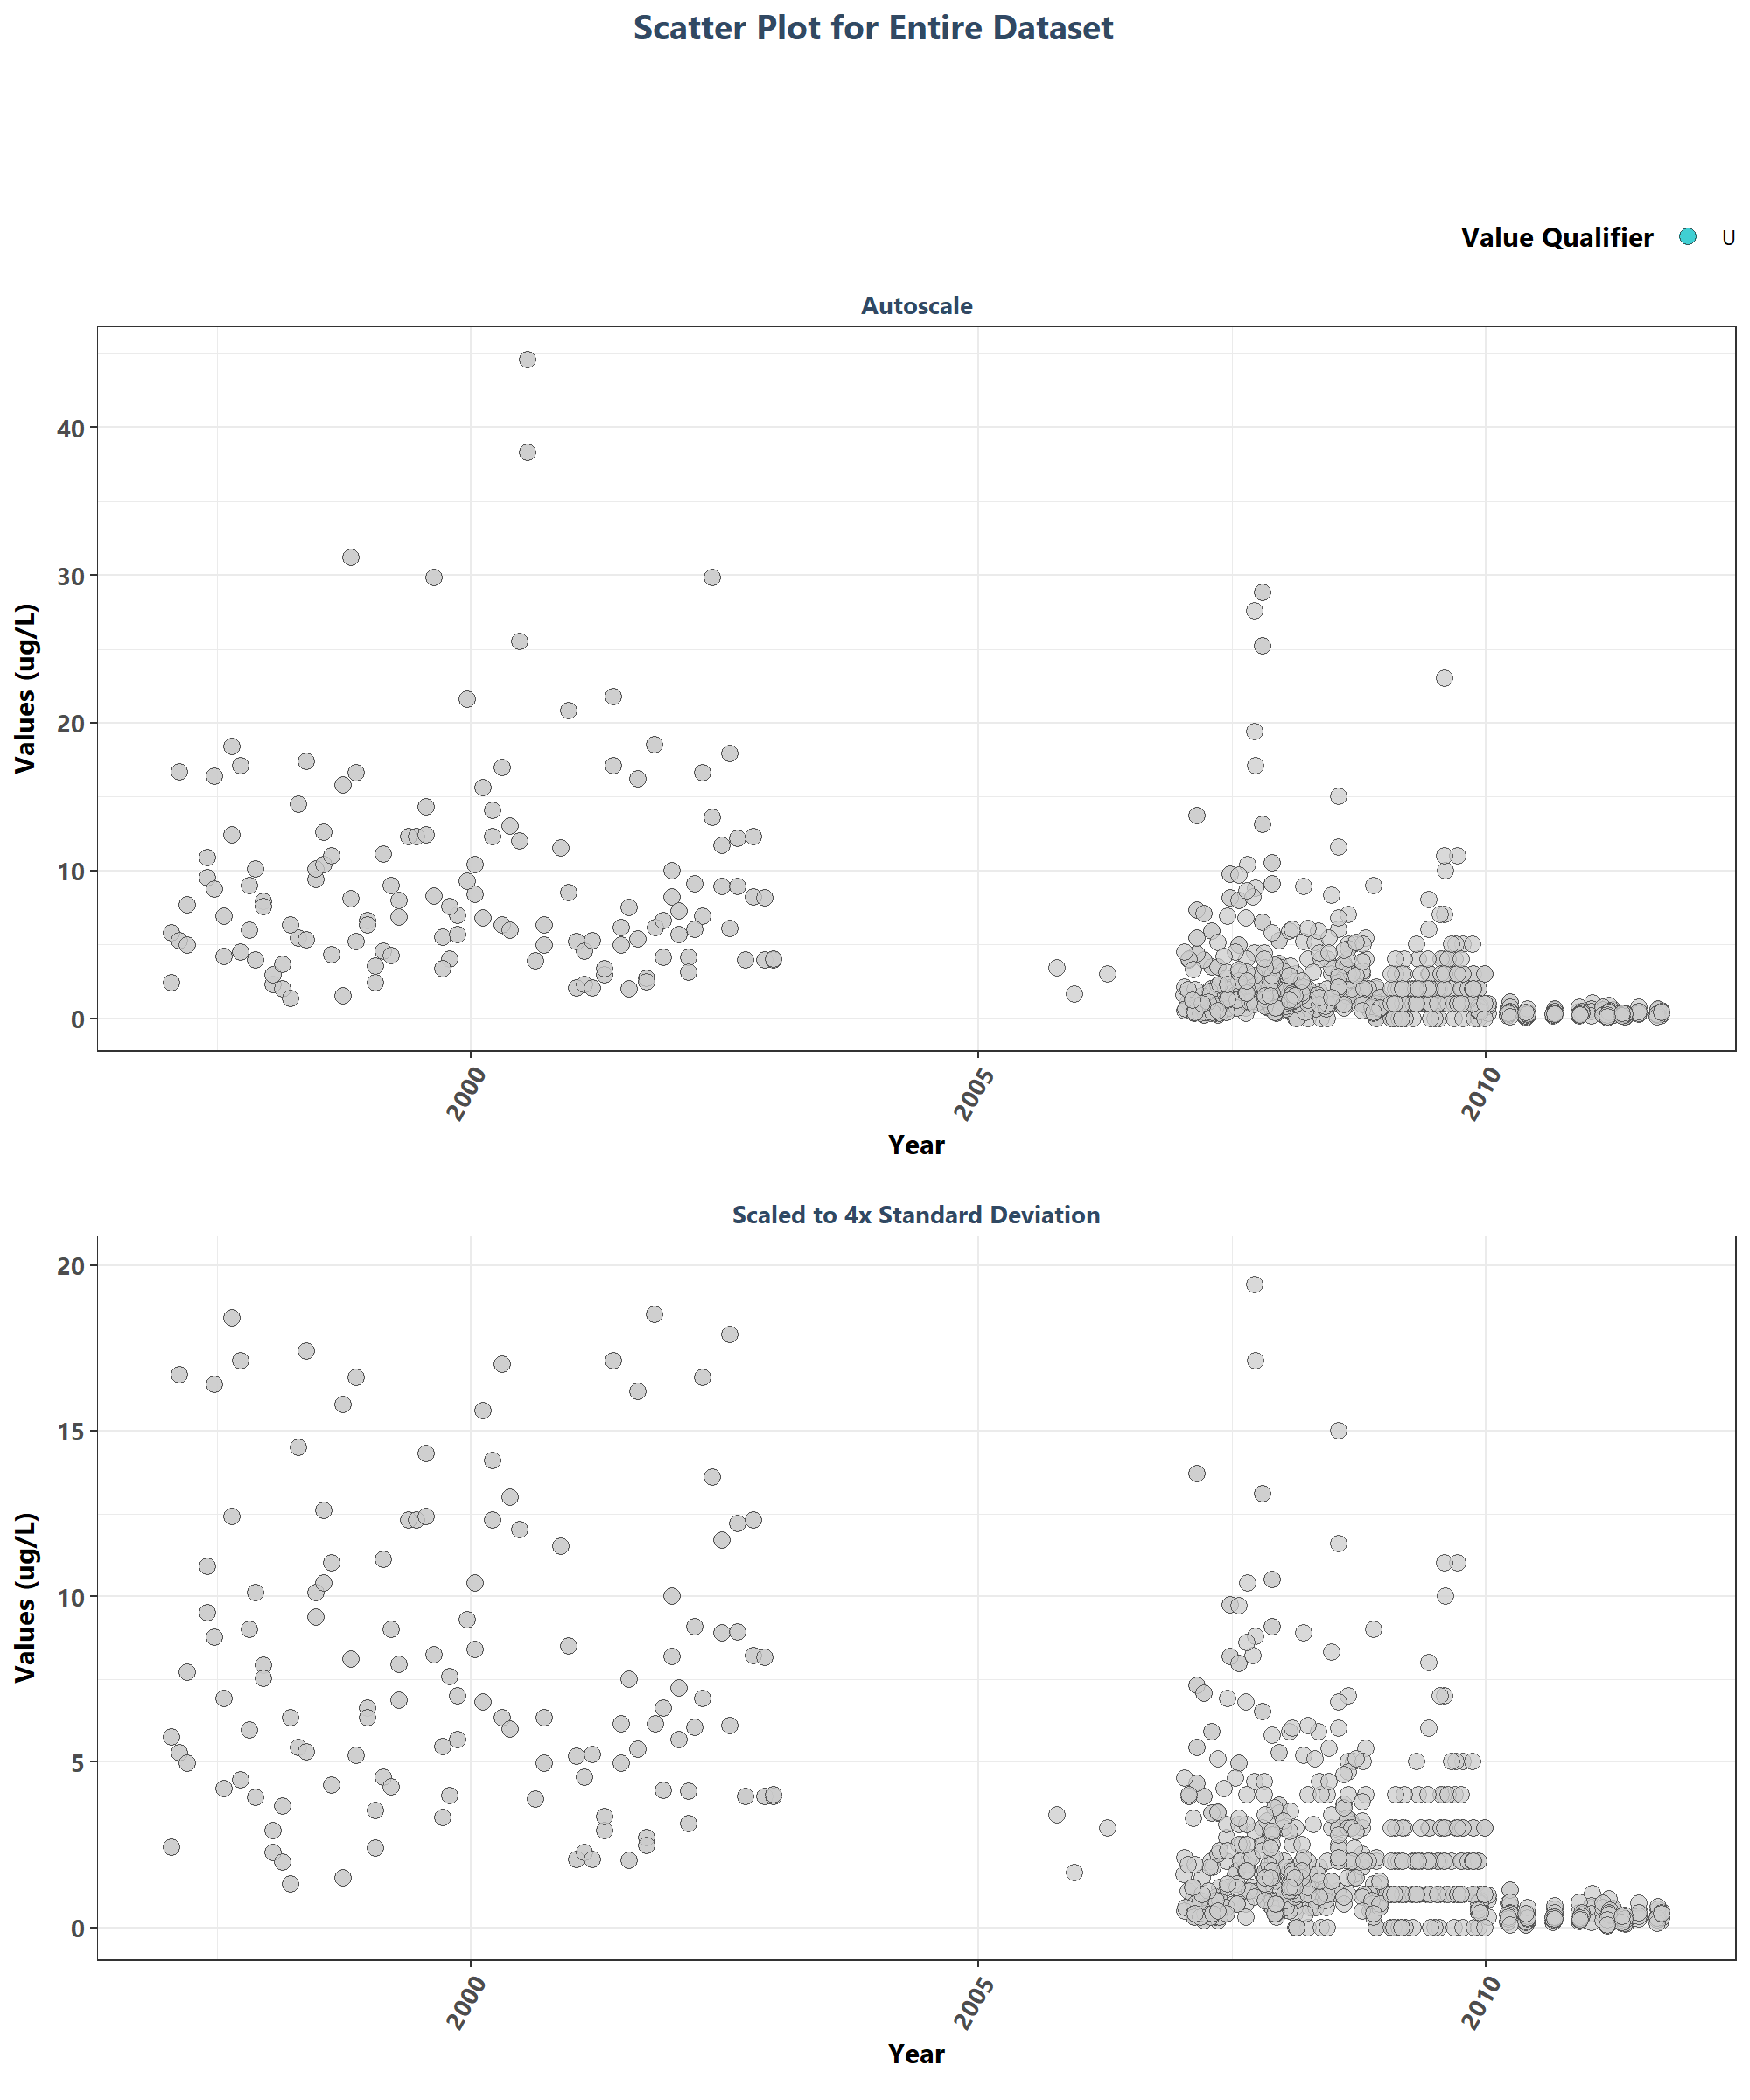 Scatter Plot for Entire Dataset
Value Qualifier U
Autoscale
40
30
20
10
0
Values (ug/L)
2000 2005 2010
Year
Scaled to 4x Standard Deviation
20
15
10
5
0
Values (ug/L)
2000 2005 2010
Year